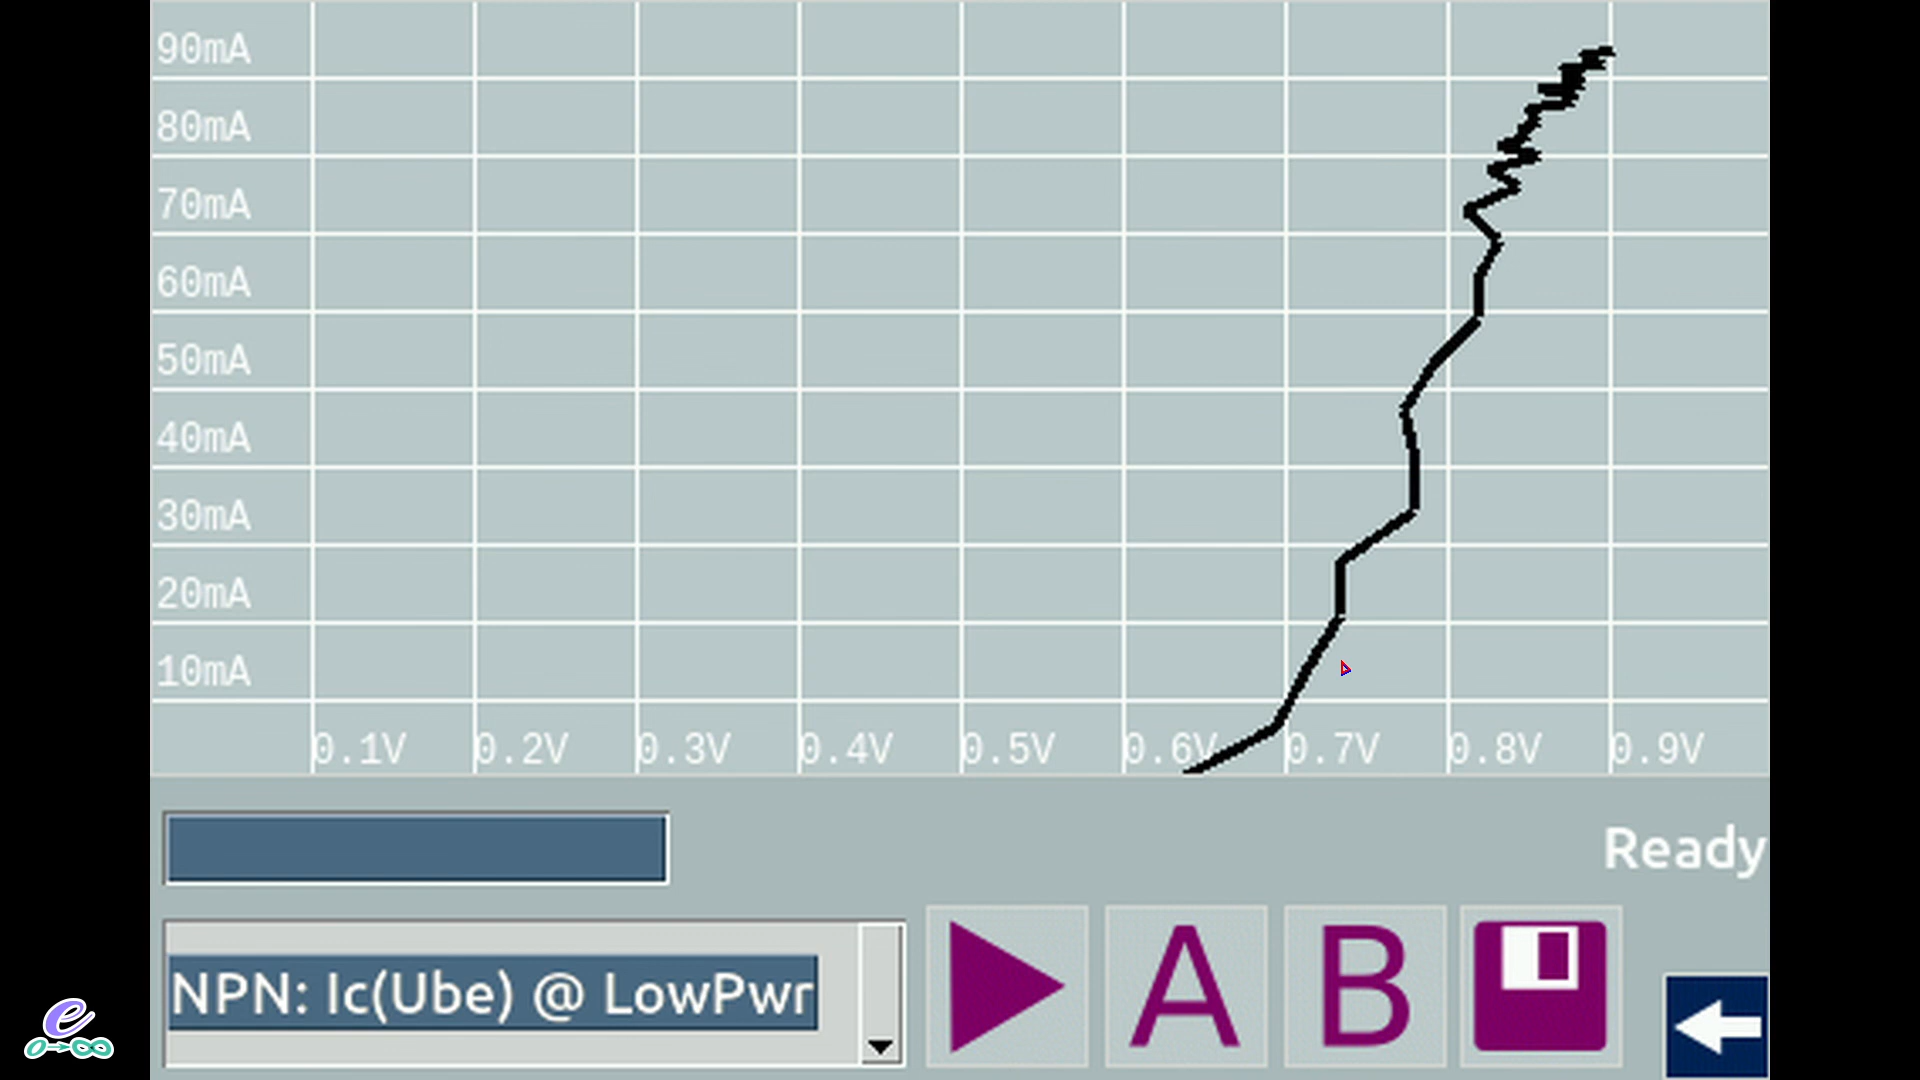 90mA
80mA
70mA
60mA
50mA
40mA
30mA
20mA
10mA
0.1V 0.2V 0.3V 0.4V 0.5V 0.6V 0.7V 0.8V 0.9V
Ready
NPN: Ic(Ube) @ LowPwr
A B
e
0→∞